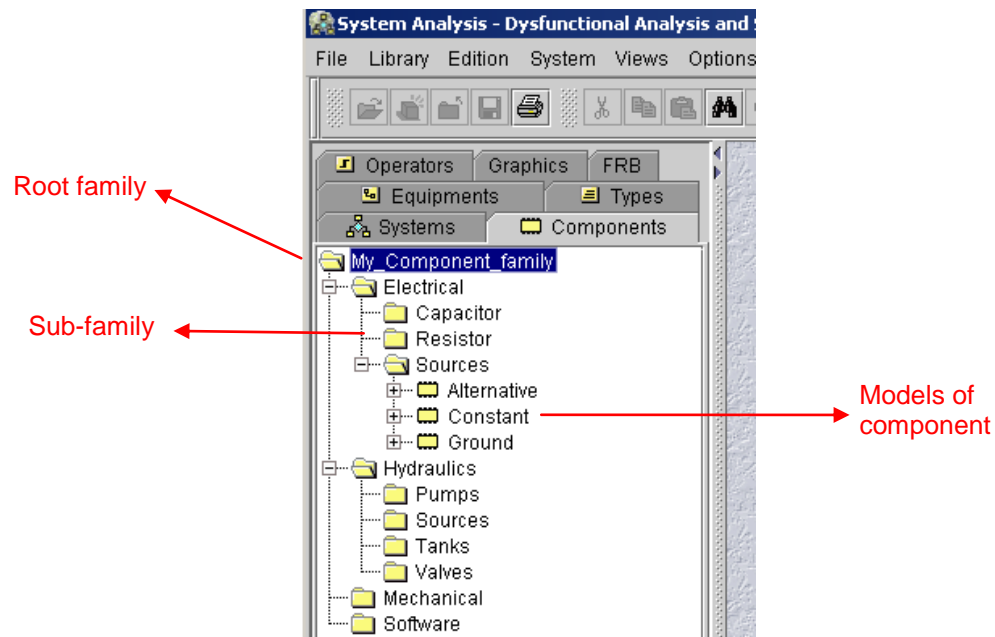 System Analysis - Dysfunctional Analysis and
File Library Edition System Views Options
Operators Graphics FRB
Root family
Equipments Types
Systems Components
My_Component_family
Electrical
Capacitor
Sub-family
Resistor
Sources
Alternative
Models of
component
Constant
Ground
Hydraulics
Pumps
Sources
Tanks
Valves
Mechanical
Software